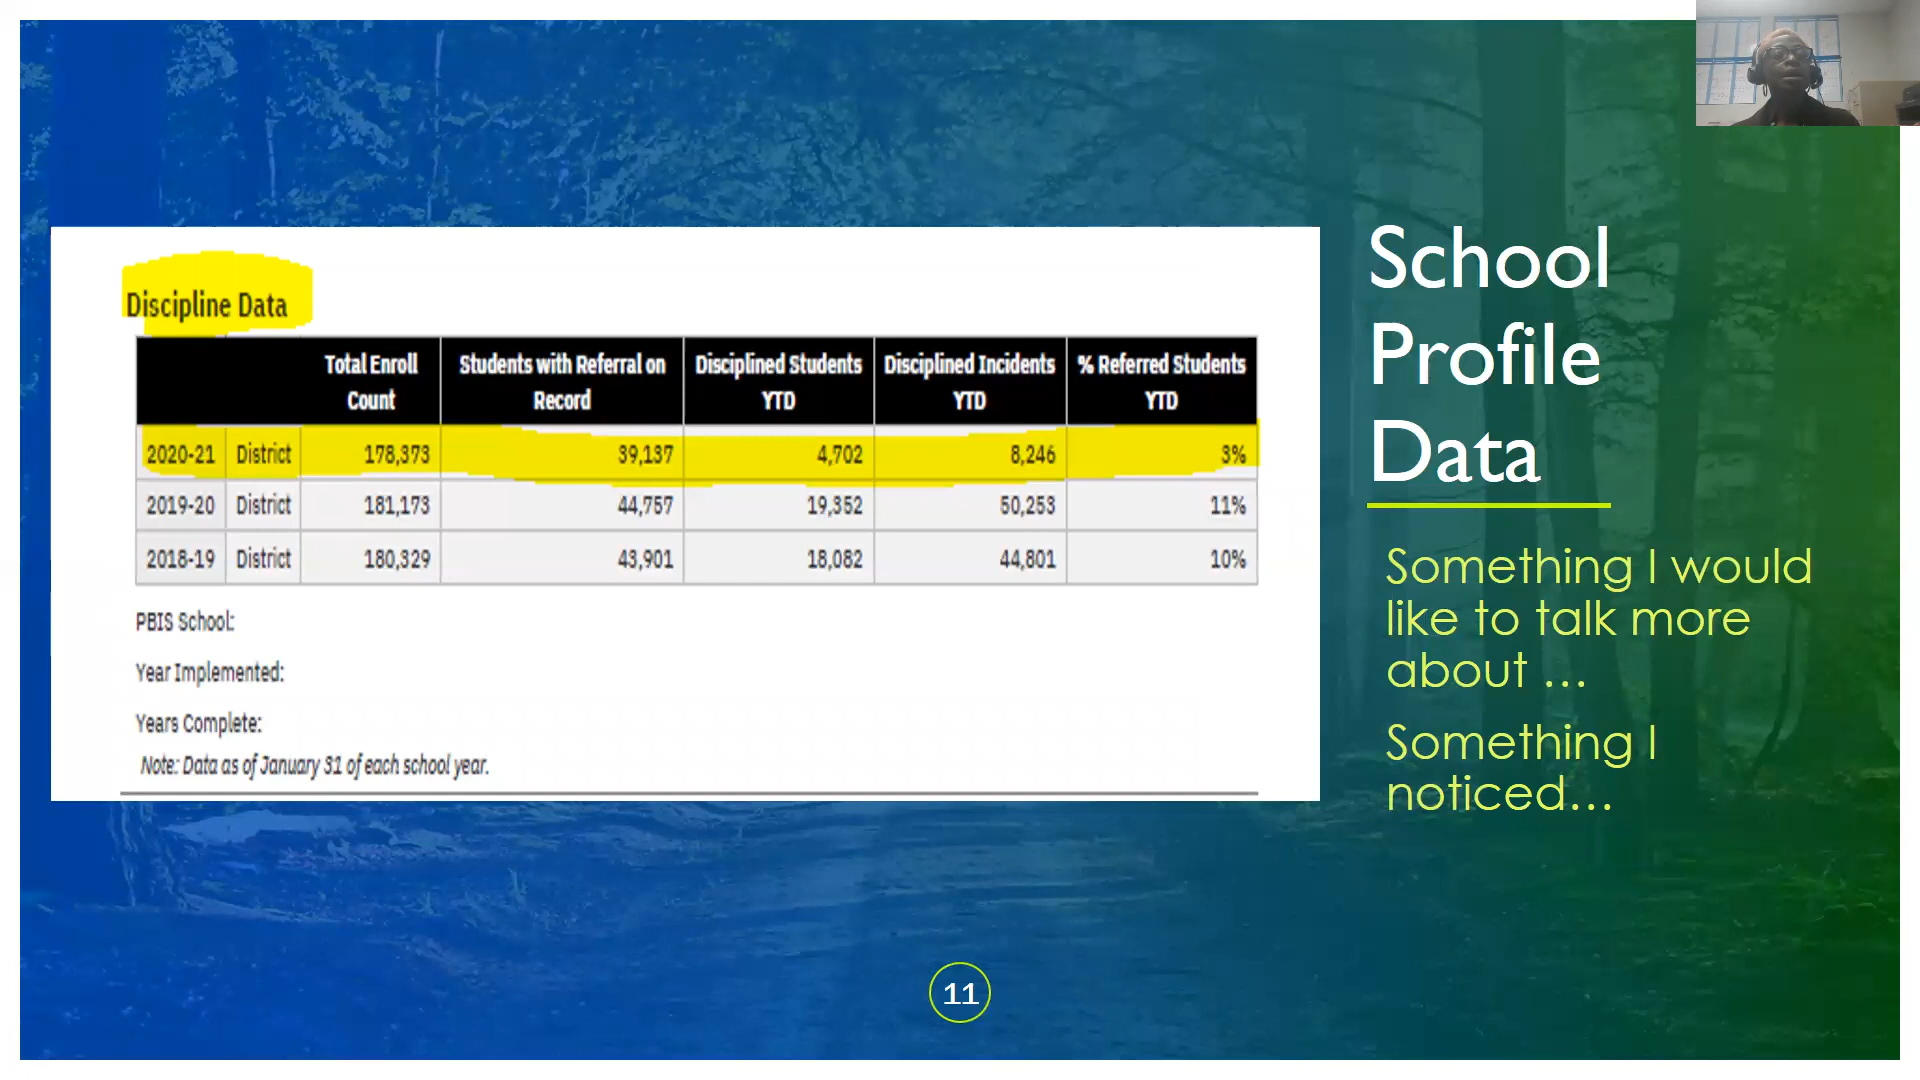 School
Profile
Data
Something I would
like to talk more
about …
Something I
noticed…
Discipline Data
Total Enroll Count | Students with Referral on Record | Disciplined Students YTD | Disciplined Incidents YTD | % Referred Students YTD
2020-21 District 178,373 39,137 4,702 8,246 3%
2019-20 District 181,173 44,757 19,352 50,253 11%
2018-19 District 180,329 43,901 18,082 44,801 10%
PBIS School:
Year Implemented:
Years Complete:
Note: Data as of January 31 of each school year.
11